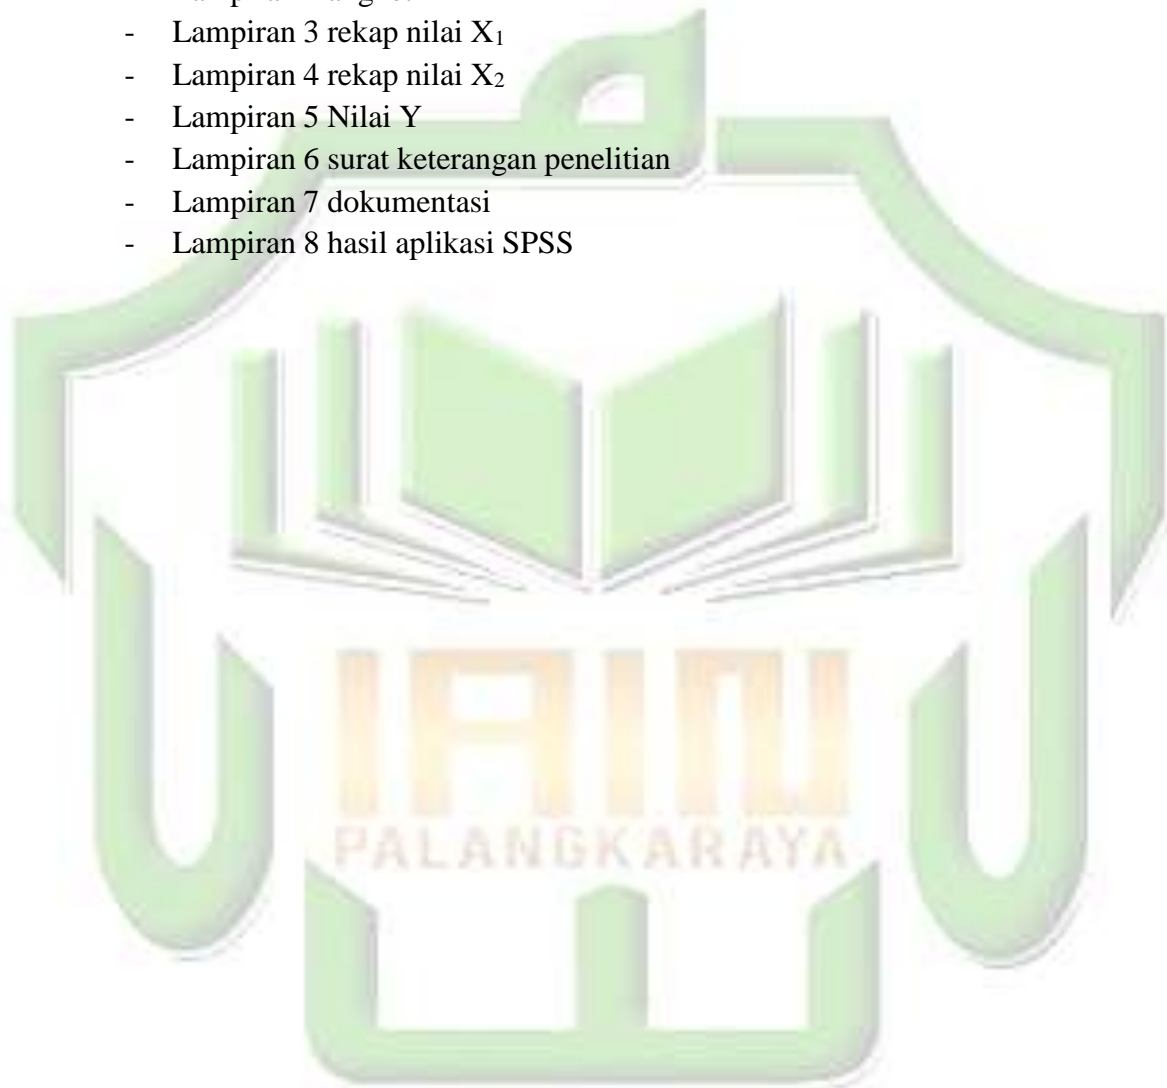 - Lampiran 3 rekap nilai X₁
- Lampiran 4 rekap nilai X₂
- Lampiran 5 Nilai Y
- Lampiran 6 surat keterangan penelitian
- Lampiran 7 dokumentasi
- Lampiran 8 hasil aplikasi SPSS
IAIN
PALANGKARAYA